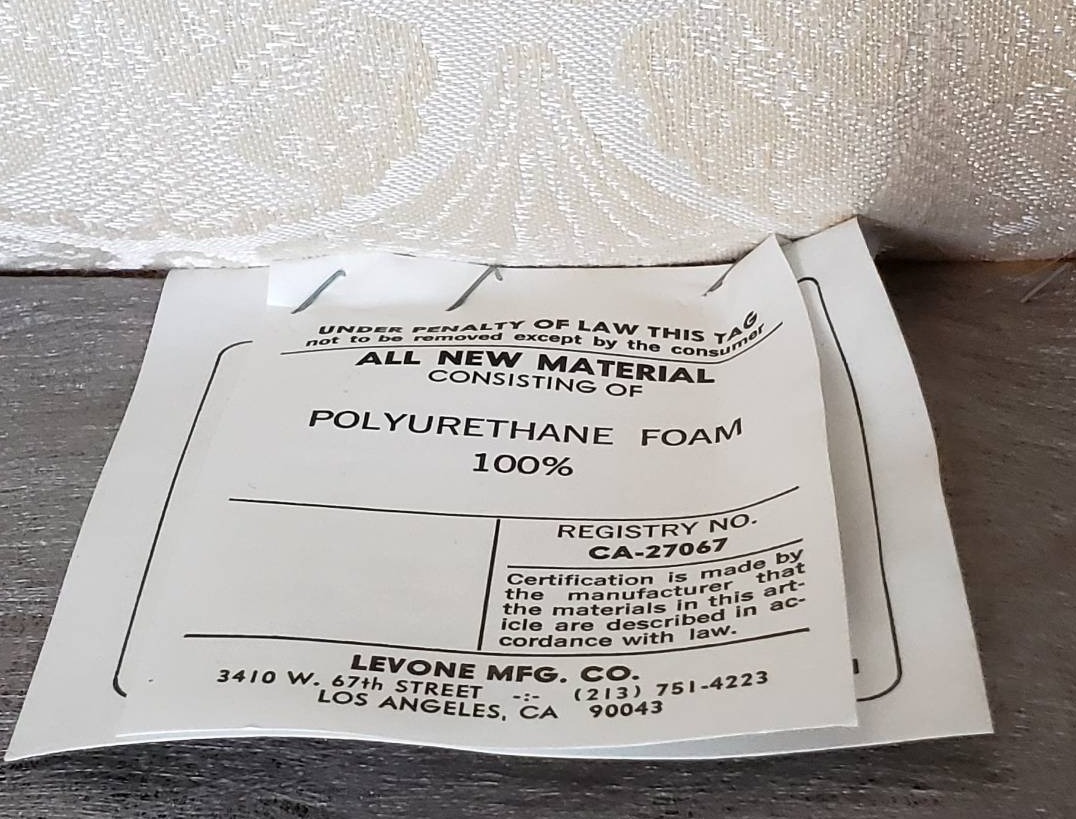 UNDER PENALTY OF LAW THIS TAG
not to be removed except by the consumer
ALL NEW MATERIAL
CONSISTING OF
POLYURETHANE FOAM
100%
REGISTRY NO.
CA-27067
Certification is made by
the manufacturer that
the materials in this art-
icle are described in ac-
cordance with law.
LEVONE MFG. CO.
3410 W. 67th STREET -:- (213) 751-4223
LOS ANGELES, CA 90043